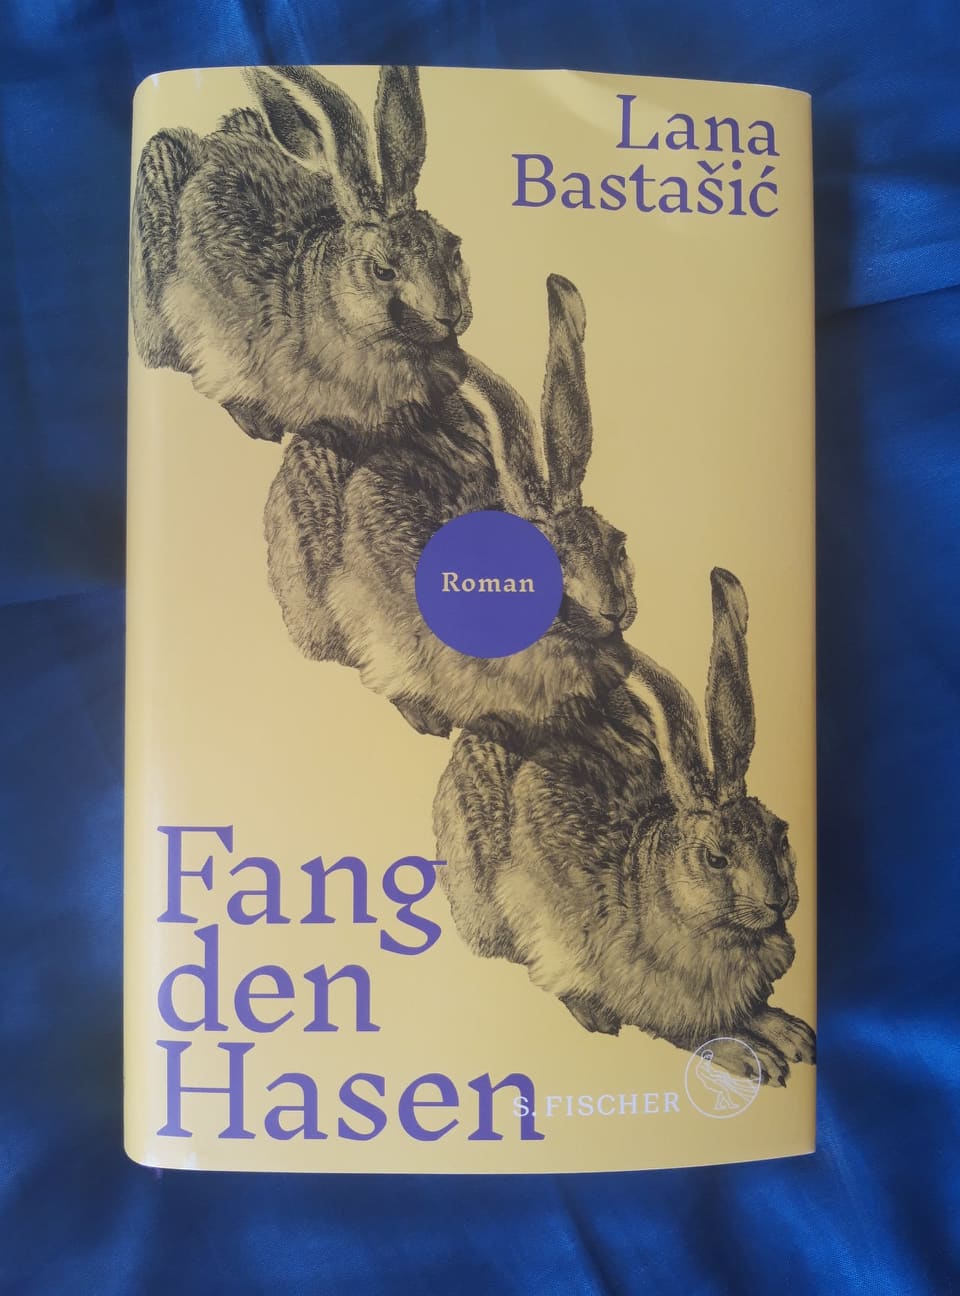 Lana
Bastašić
Roman
Fang
den
Hasen
S. FISCHER